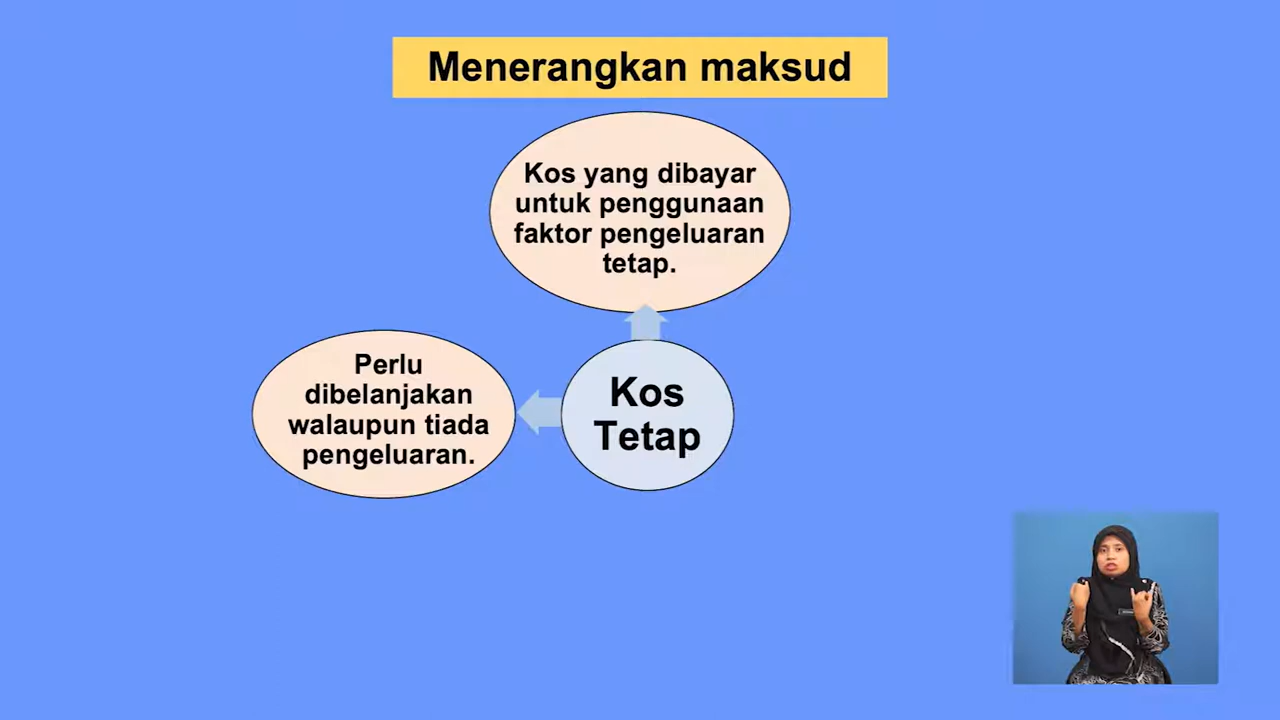 Menerangkan maksud
Kos yang dibayar
untuk penggunaan
faktor pengeluaran
tetap.
Perlu
dibelanjakan
walaupun tiada
pengeluaran.
Kos
Tetap